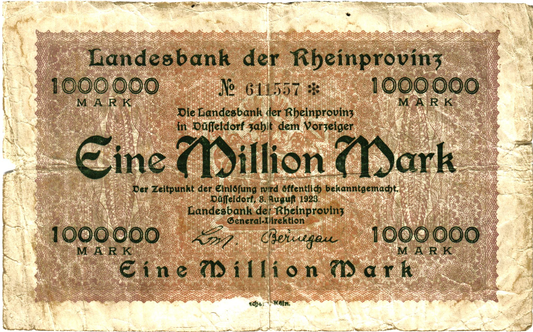 Landesbank der Rheinprovinz
1000000 MARK № 611557 * 1000000 MARK
Die Landesbank der Rheinprovinz
in Düsseldorf zahlt dem Vorzeiger
Eine Million Mark
Der Zeitpunkt der Einlösung wird öffentlich bekanntgemacht.
Düsseldorf, 8. August 1923.
Landesbank der Rheinprovinz
General-Direktion
1000000 MARK Bernegau 1000000 MARK
Eine Million Mark
Köln.